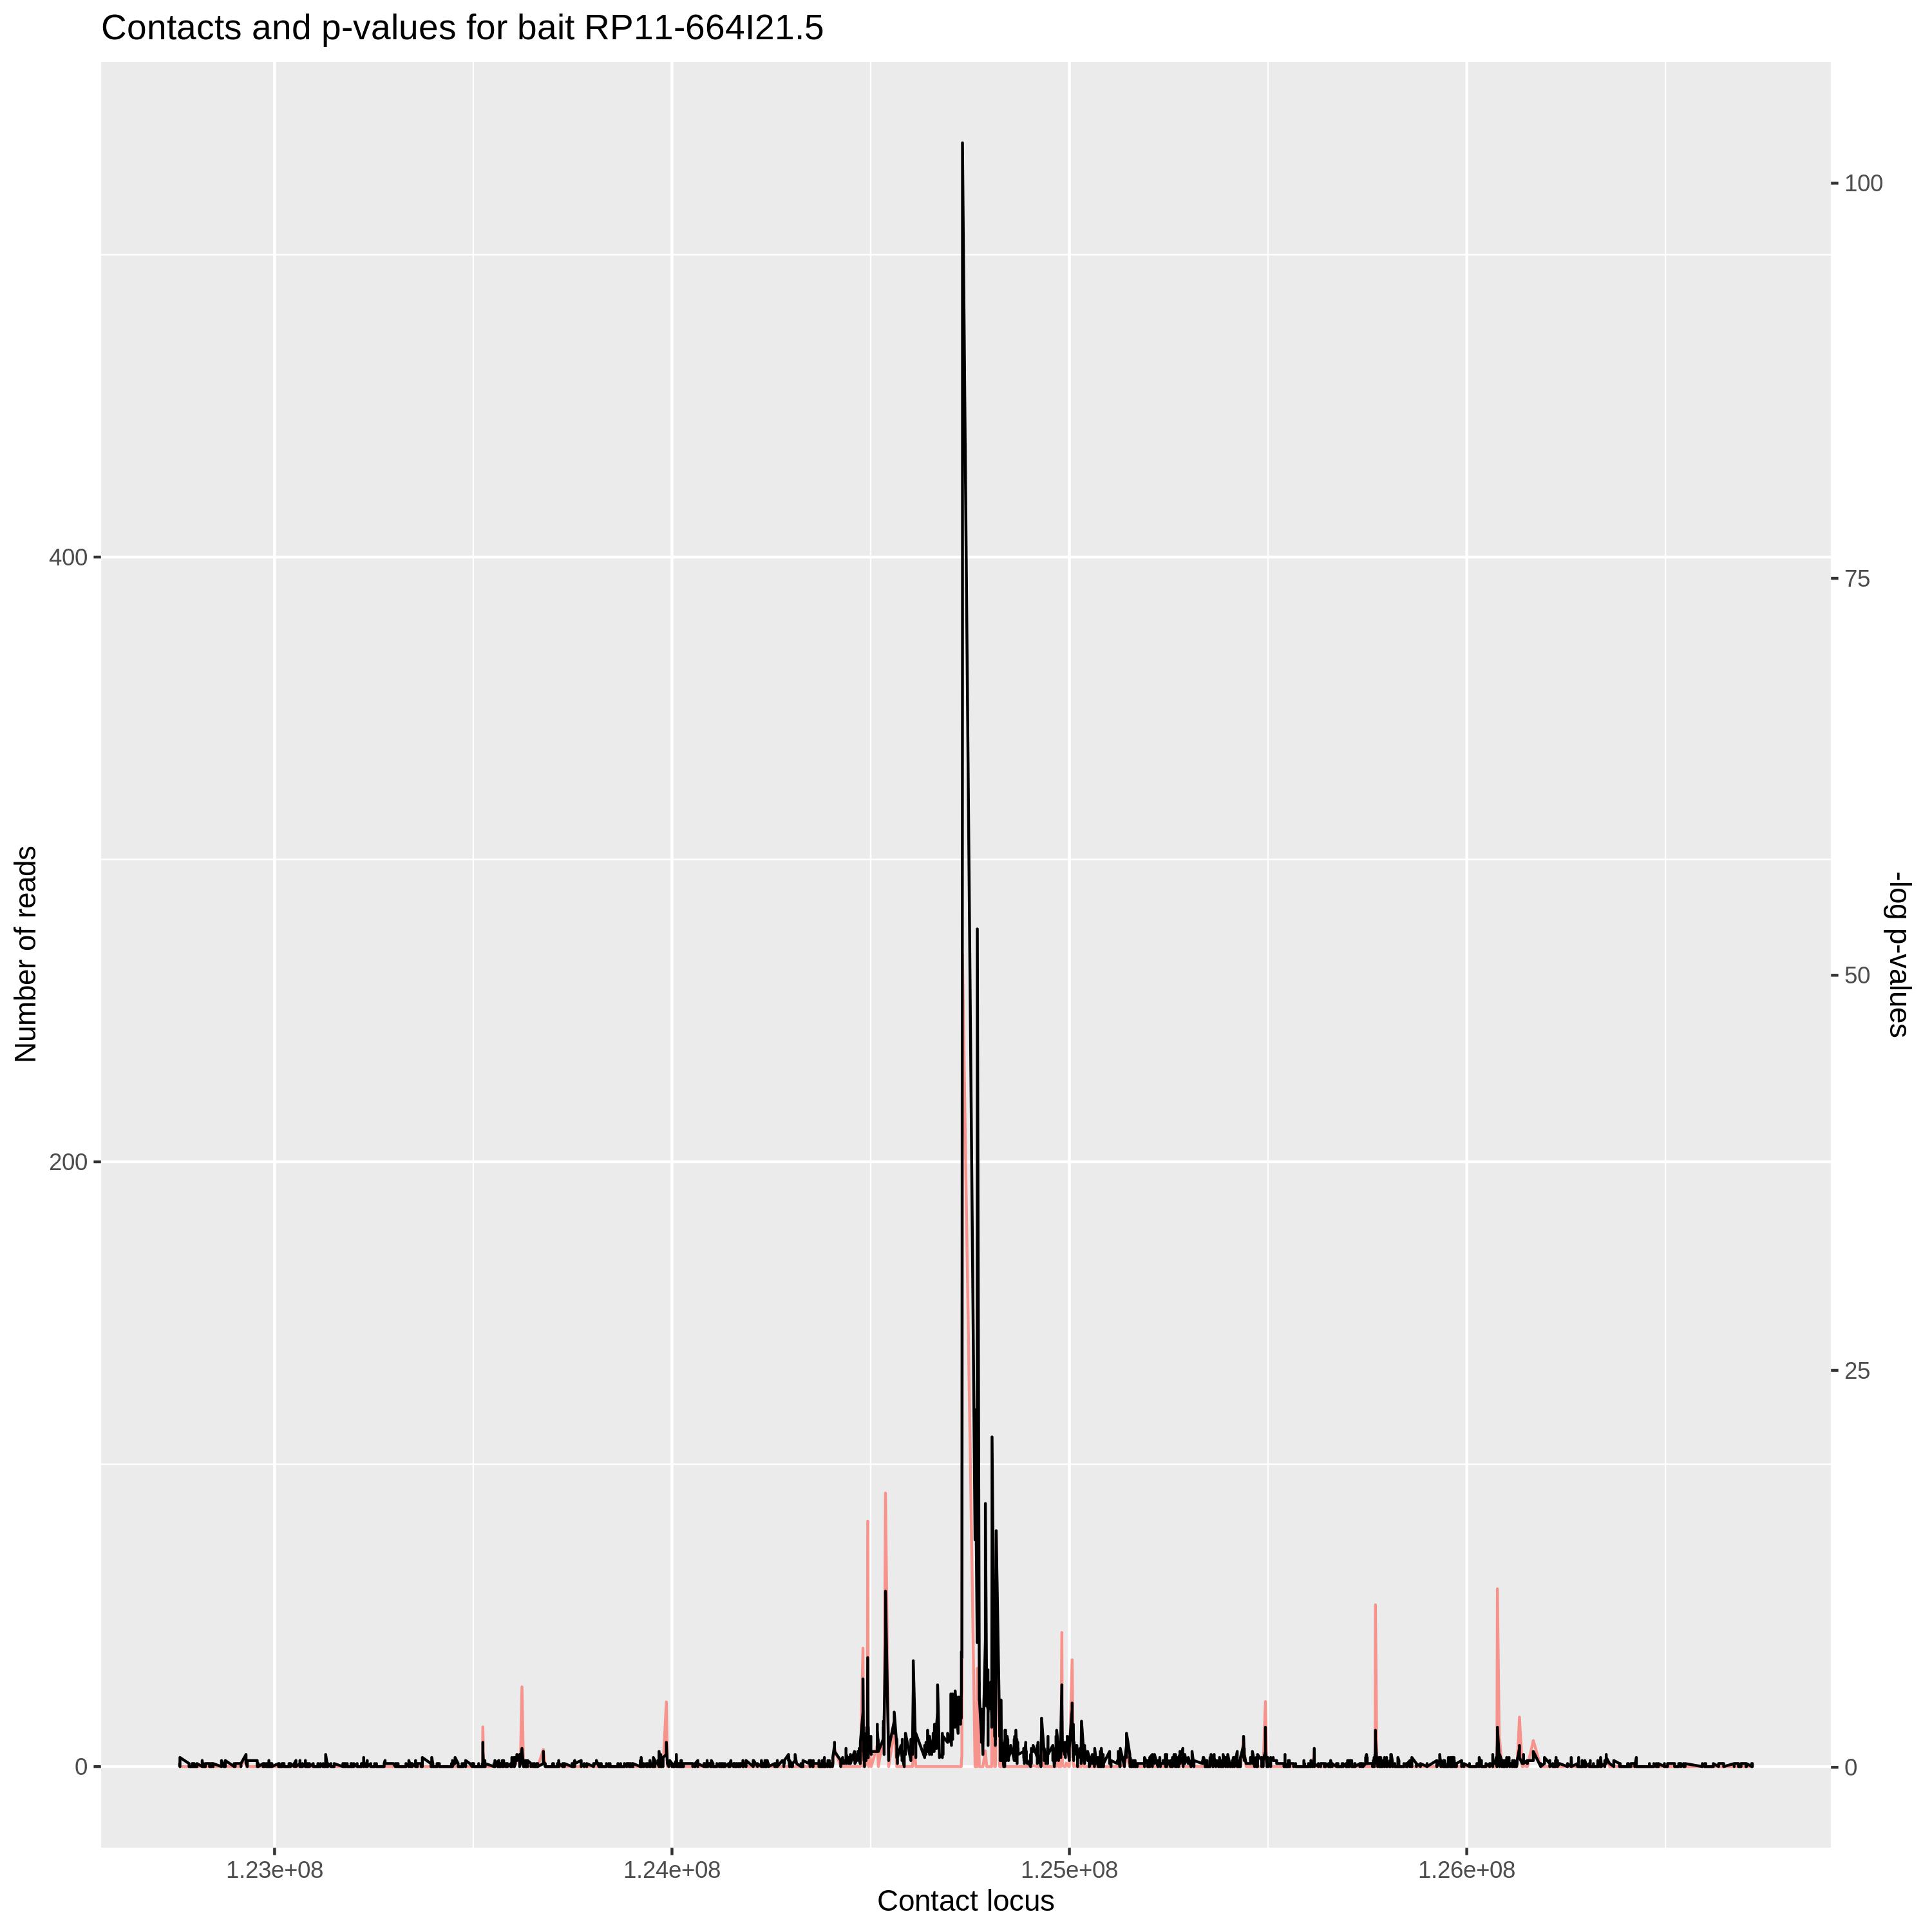 Contacts and p-values for bait RP11-664I21.5
Number of reads
400
200
0
100
75
50
25
0
-log p-values
1.23e+08
1.24e+08
1.25e+08
1.26e+08
Contact locus